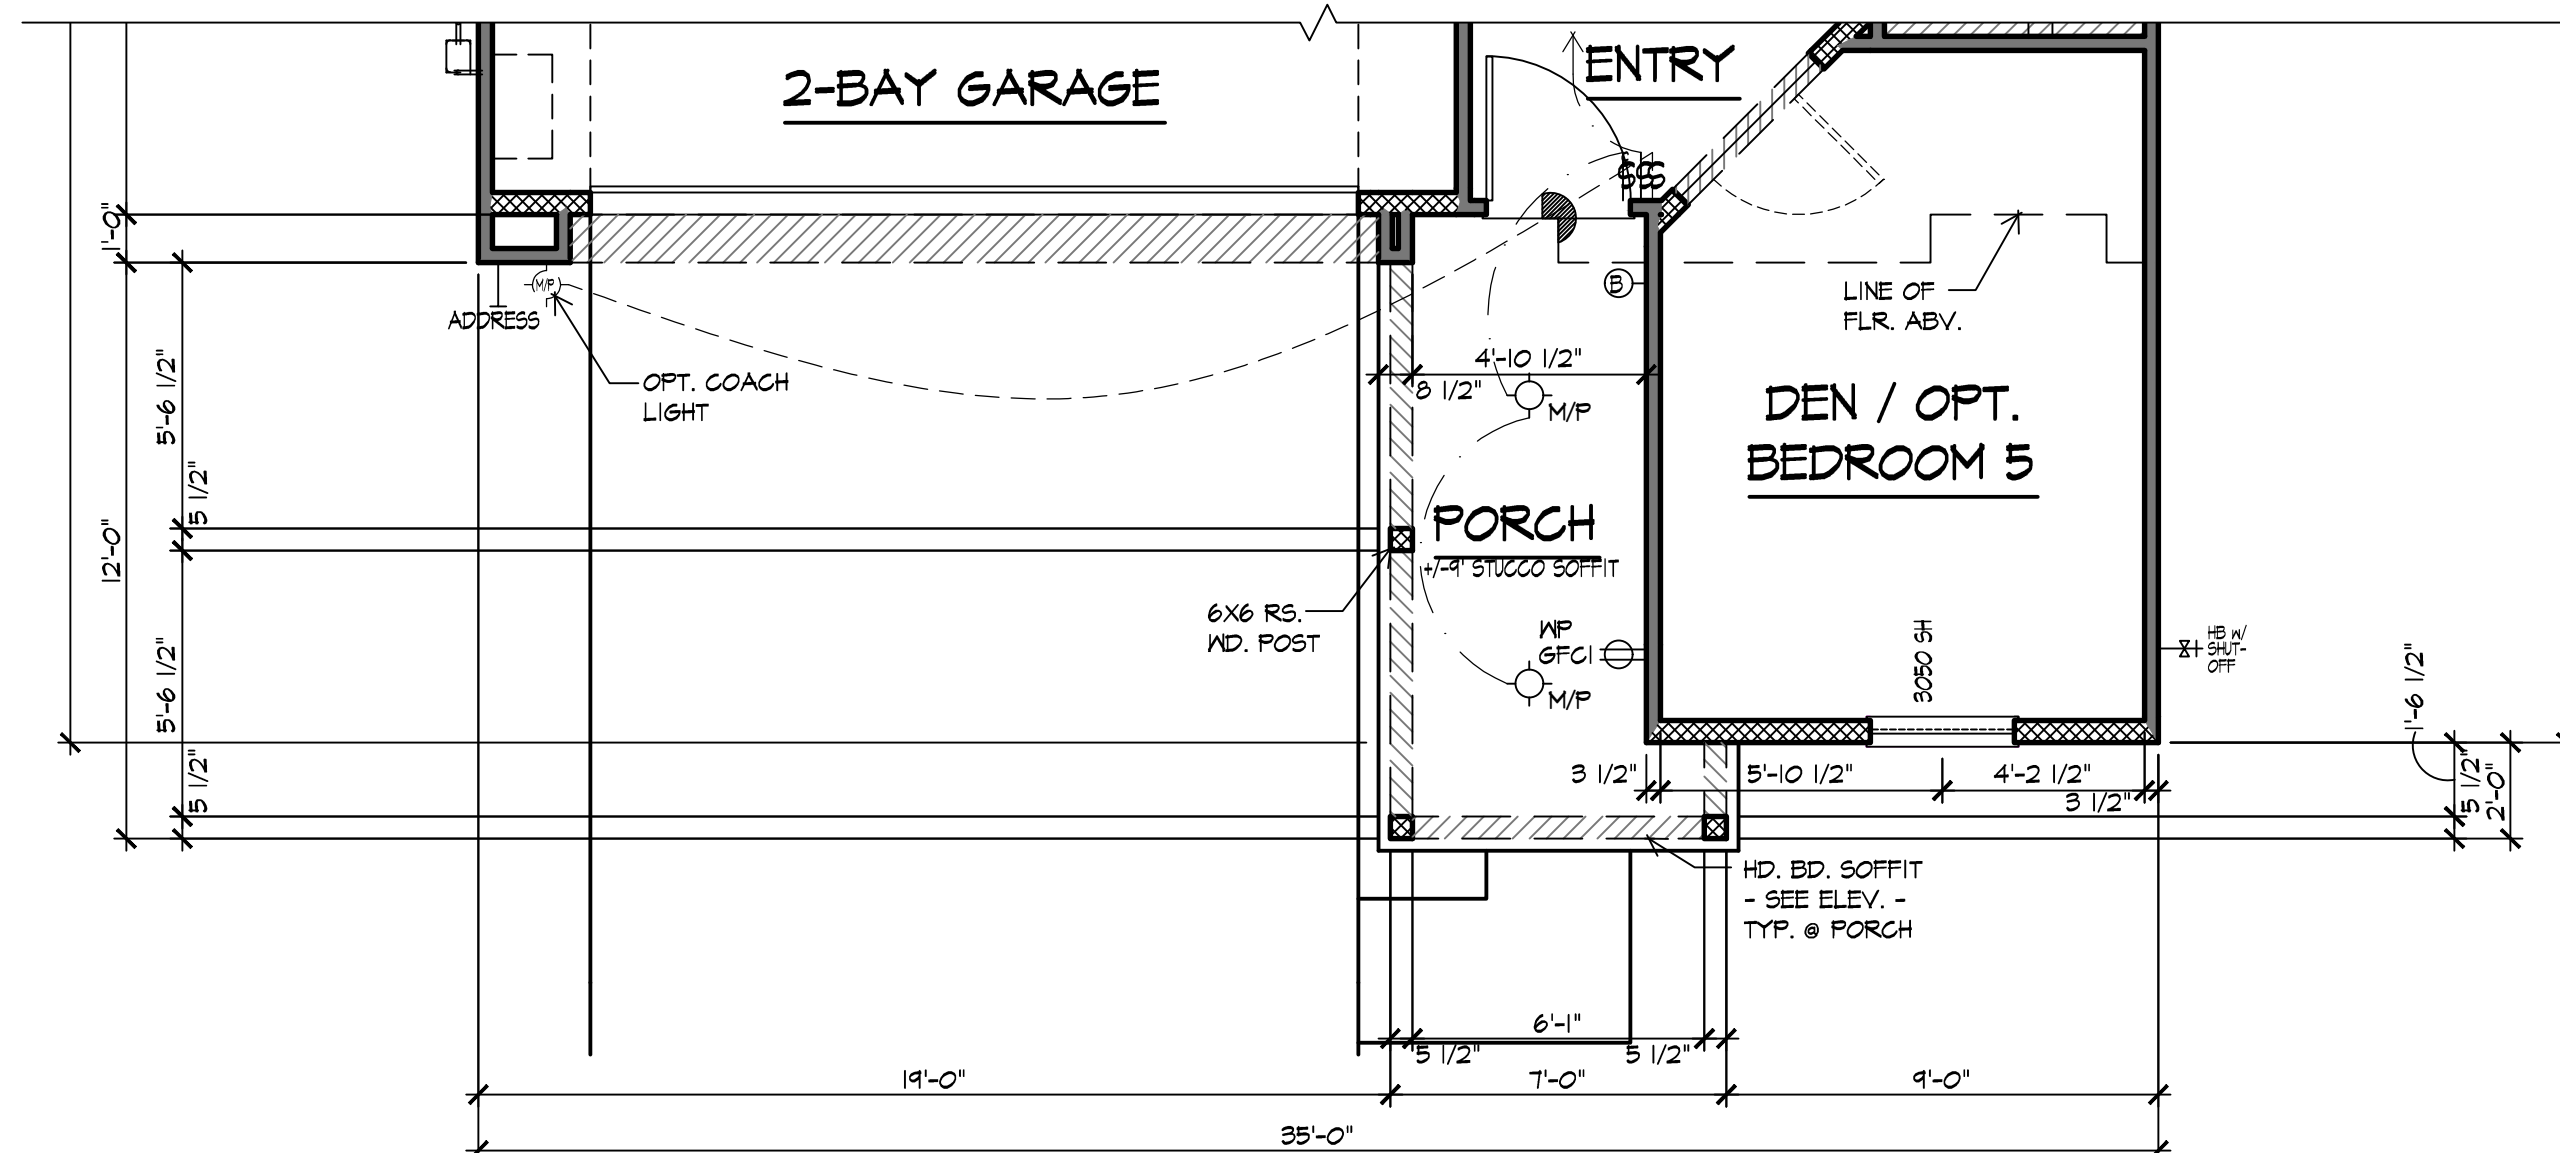 2-BAY GARAGE
ENTRY
$$$
1'-0"
M/P
ADDRESS
B
LINE OF
FLR. ABV.
5'-6 1/2"
OPT. COACH
LIGHT
4'-10 1/2"
8 1/2"
M/P
DEN / OPT.
BEDROOM 5
5 1/2"
12'-0"
PORCH
+/-9' STUCCO SOFFIT
6X6 RS.
WD. POST
WP
GFCI
M/P
3050 SH
HB W/
SHUT-
OFF
5'-6 1/2"
5 1/2"
1'-6 1/2"
5 1/2"
2'-0"
3 1/2"
5'-10 1/2"
4'-2 1/2"
3 1/2"
HD. BD. SOFFIT
- SEE ELEV. -
TYP. @ PORCH
6'-1"
5 1/2"
5 1/2"
19'-0"
7'-0"
9'-0"
35'-0"